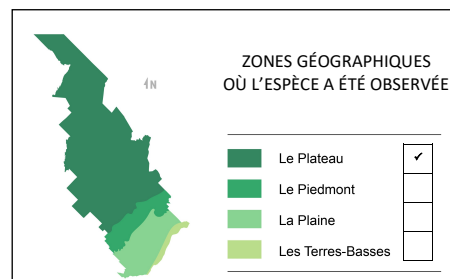 ZONES GÉOGRAPHIQUES
OÙ L'ESPÈCE A ÉTÉ OBSERVÉE
N
Le Plateau ✓
Le Piedmont
La Plaine
Les Terres-Basses